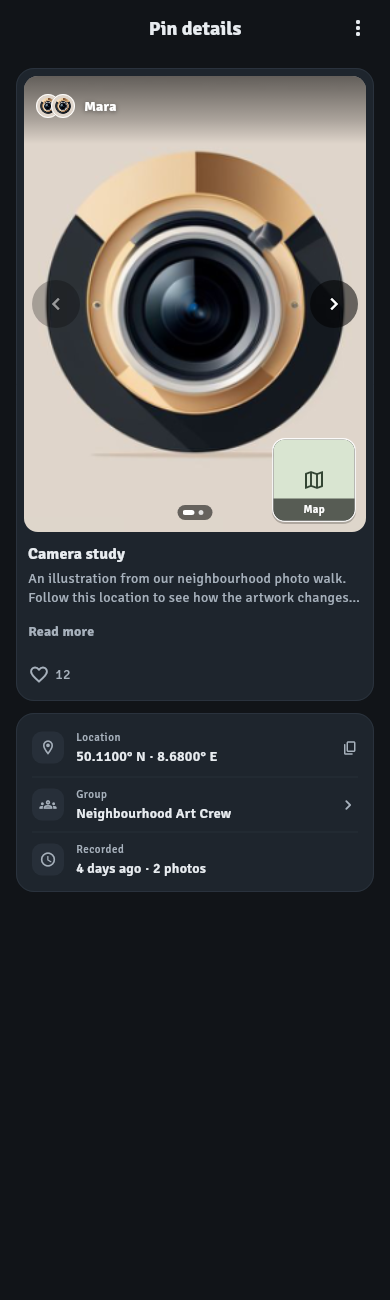 Pin details
Mara
Map
Camera study
An illustration from our neighbourhood photo walk.
Follow this location to see how the artwork changes...
Read more
12
Location
50.1100° N · 8.6800° E
Group
Neighbourhood Art Crew
Recorded
4 days ago · 2 photos